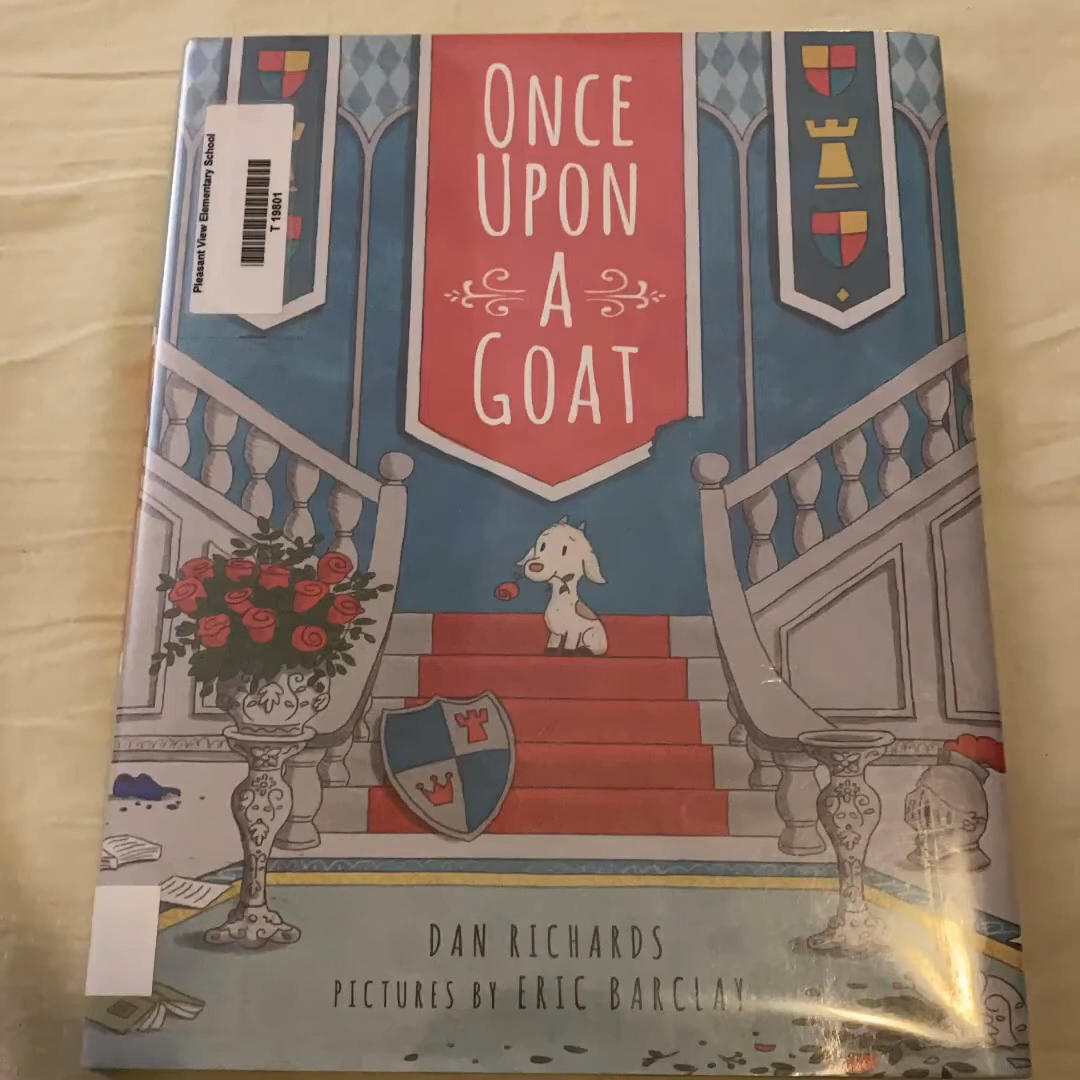 Pleasant View Elementary School
T 19801
ONCE
UPON
A
GOAT
DAN RICHARDS
PICTURES BY ERIC BARCLAY